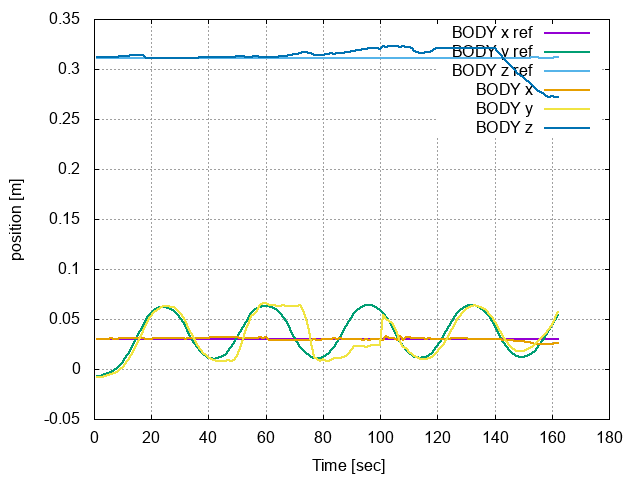 0.35
0.3
0.25
0.2
0.15
0.1
0.05
0
-0.05
position [m]
BODY x ref
BODY y ref
BODY z ref
BODY x
BODY y
BODY z
0 20 40 60 80 100 120 140 160 180
Time [sec]